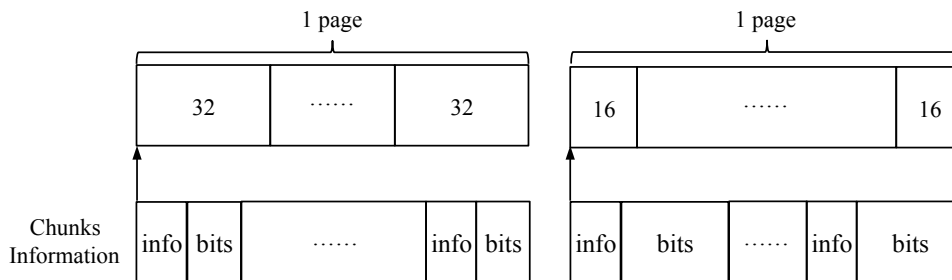 1 page 1 page
32 ...... 32 16 ...... 16
Chunks
Information
info bits ...... info bits info bits ...... info bits